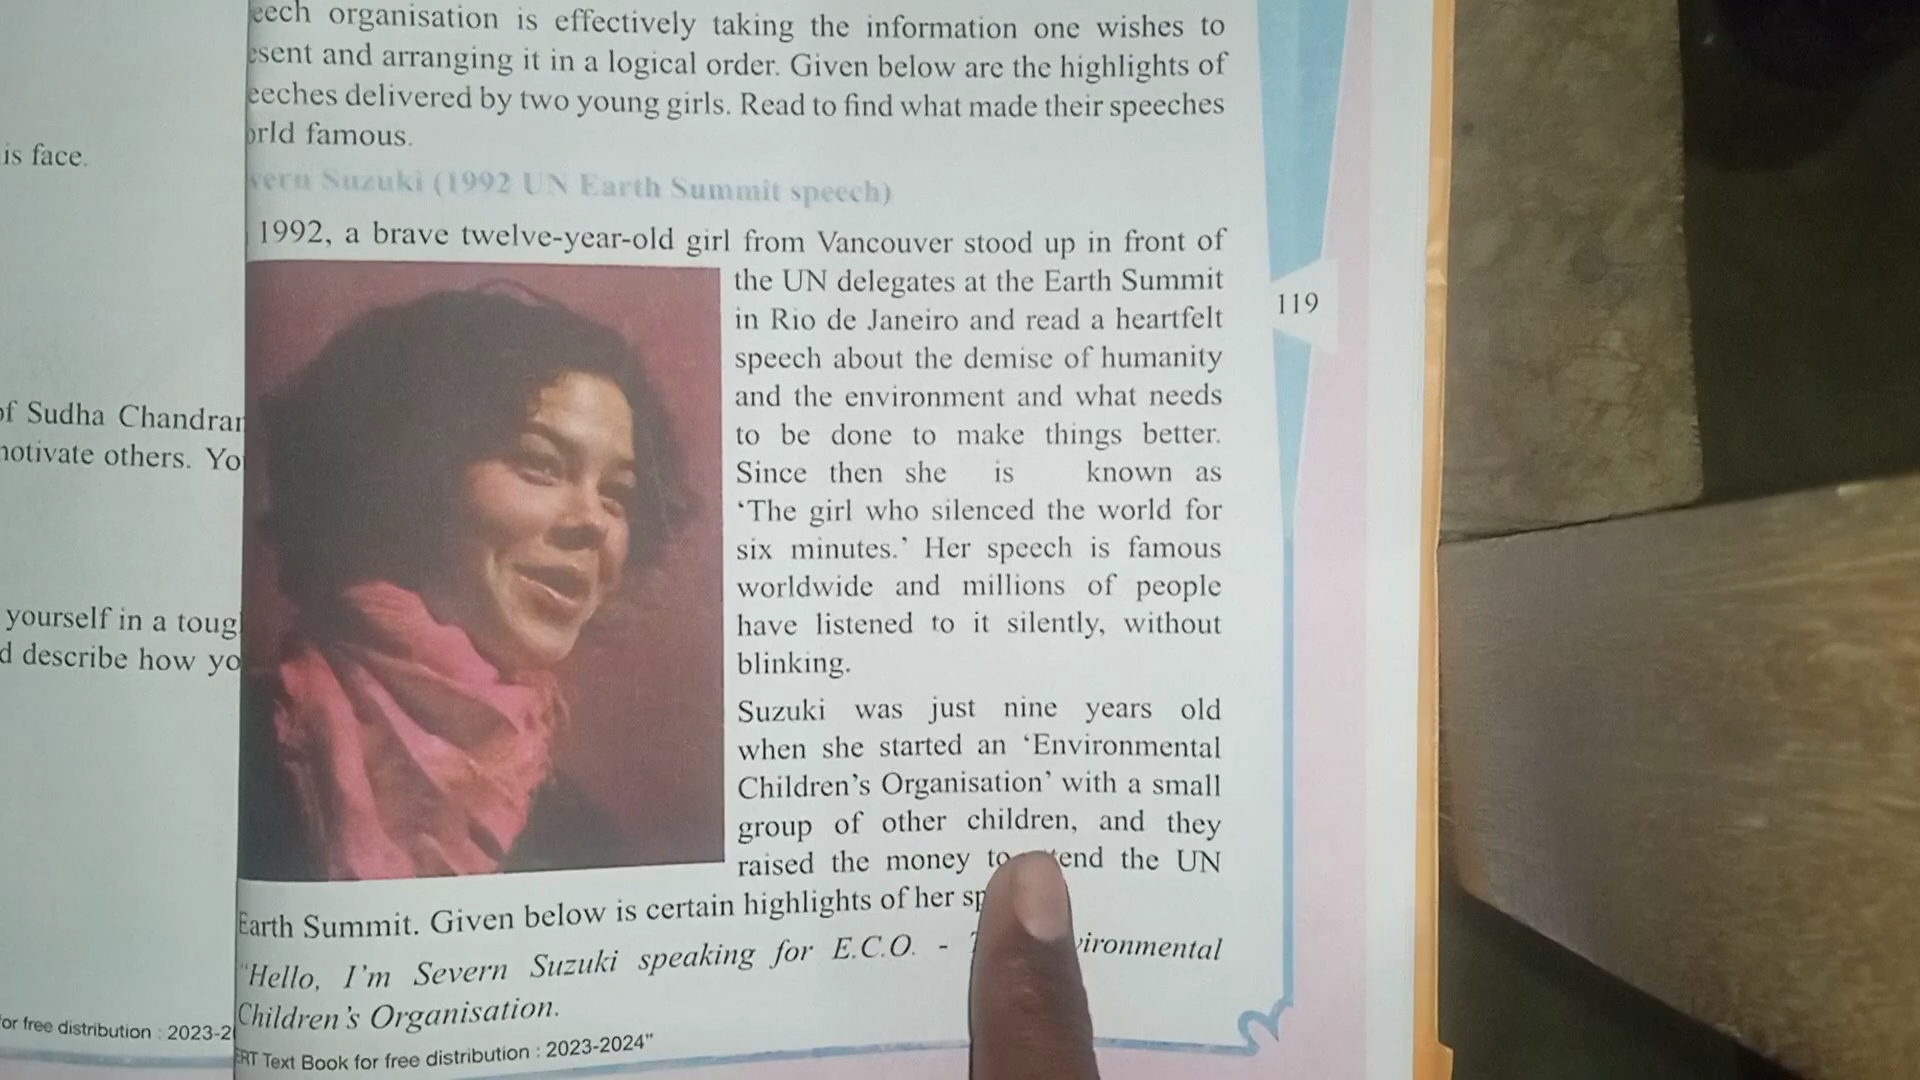 is face.
of Sudha Chandran
motivate others. Yo
yourself in a toug
d describe how yo
or free distribution : 2023-2
eech organisation is effectively taking the information one wishes to
esent and arranging it in a logical order. Given below are the highlights of
eeches delivered by two young girls. Read to find what made their speeches
orld famous.
vern Suzuki (1992 UN Earth Summit speech)
1992, a brave twelve-year-old girl from Vancouver stood up in front of
the UN delegates at the Earth Summit
in Rio de Janeiro and read a heartfelt
speech about the demise of humanity
and the environment and what needs
to be done to make things better.
Since then she is known as
‘The girl who silenced the world for
six minutes.’ Her speech is famous
worldwide and millions of people
have listened to it silently, without
blinking.
Suzuki was just nine years old
when she started an ‘Environmental
Children’s Organisation’ with a small
group of other children, and they
raised the money to tend the UN
Earth Summit. Given below is certain highlights of her sp
"Hello, I’m Severn Suzuki speaking for E.C.O. - vironmental
Children’s Organisation.
ERT Text Book for free distribution : 2023-2024"
119